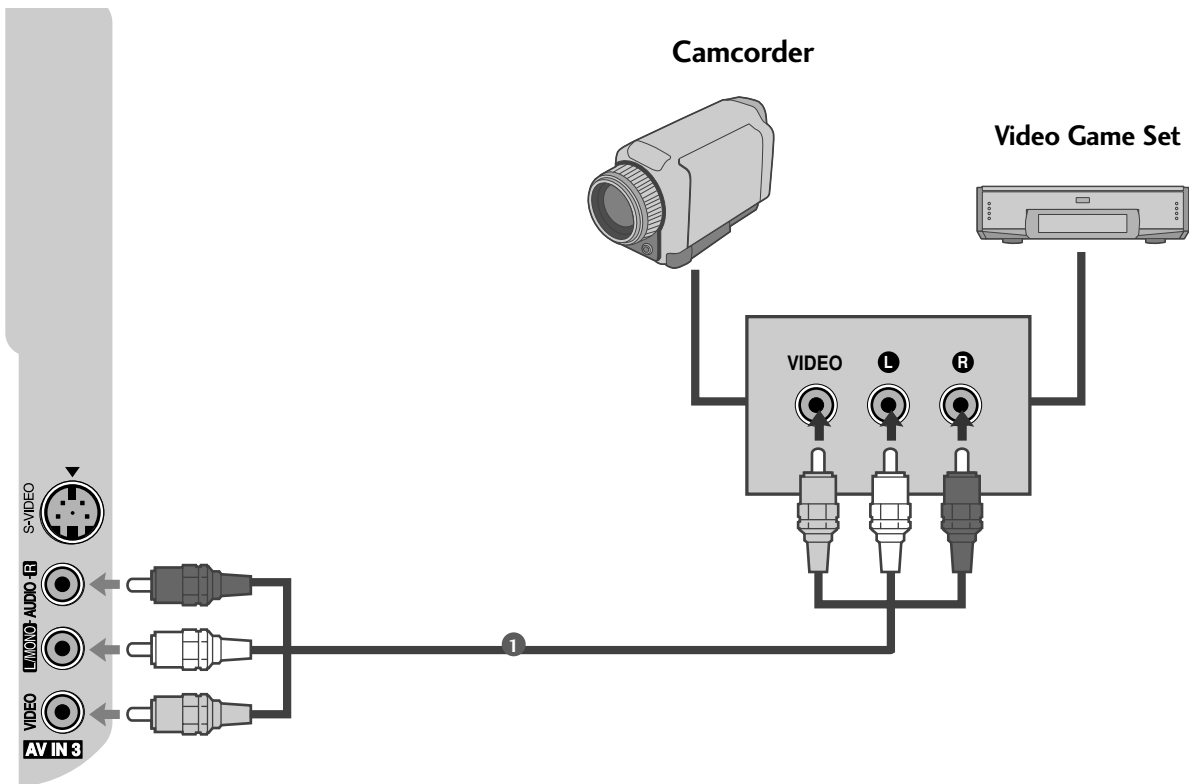 Camcorder
Video Game Set
VIDEO L R
S-VIDEO
L/MONO - AUDIO - R
VIDEO
AV IN 3
1